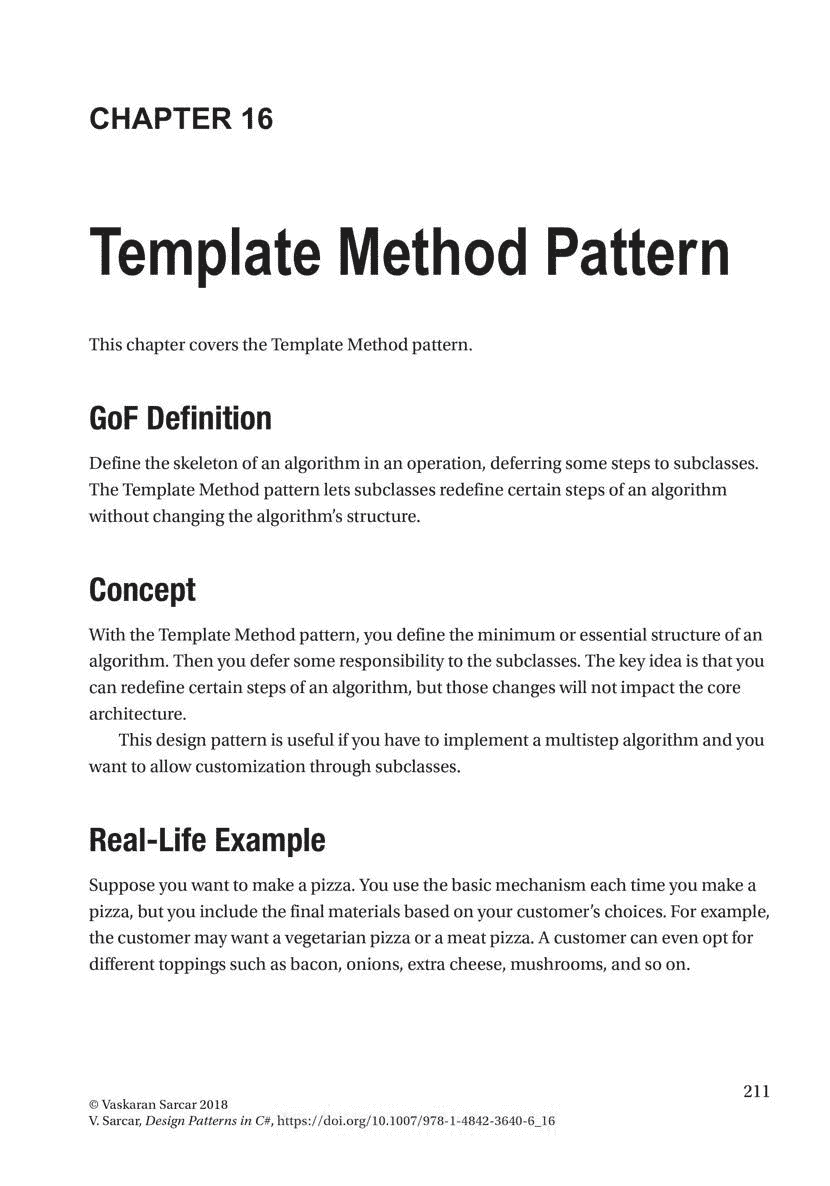 CHAPTER 16
Template Method Pattern
This chapter covers the Template Method pattern.
GoF Definition
Define the skeleton of an algorithm in an operation, deferring some steps to subclasses.
The Template Method pattern lets subclasses redefine certain steps of an algorithm
without changing the algorithm’s structure.
Concept
With the Template Method pattern, you define the minimum or essential structure of an
algorithm. Then you defer some responsibility to the subclasses. The key idea is that you
can redefine certain steps of an algorithm, but those changes will not impact the core
architecture.
This design pattern is useful if you have to implement a multistep algorithm and you
want to allow customization through subclasses.
Real-Life Example
Suppose you want to make a pizza. You use the basic mechanism each time you make a
pizza, but you include the final materials based on your customer’s choices. For example,
the customer may want a vegetarian pizza or a meat pizza. A customer can even opt for
different toppings such as bacon, onions, extra cheese, mushrooms, and so on.
211
© Vaskaran Sarcar 2018
V. Sarcar, Design Patterns in C#, https://doi.org/10.1007/978-1-4842-3640-6_16